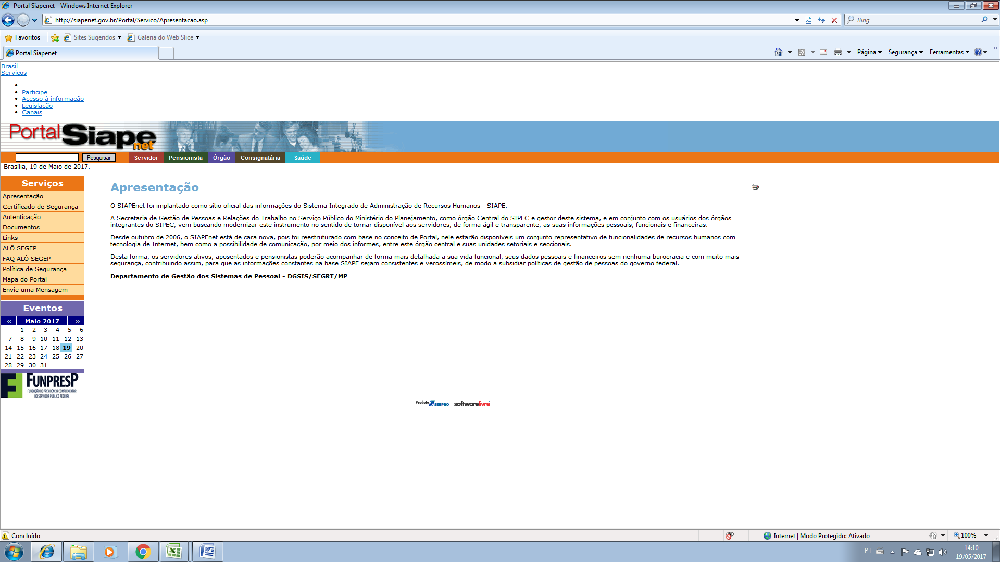 Portal Siapenet - Windows Internet Explorer
http://siapenet.gov.br/Portal/Servico/Apresentacao.asp
Bing
Favoritos
Sites Sugeridos
Galeria do Web Slice
Portal Siapenet
Página
Segurança
Ferramentas
Brasil
Serviços
Participe
Acesso à informação
Legislação
Canais
Portal Siape net
Pesquisar
Servidor
Pensionista
Órgão
Consignatária
Saúde
Brasília, 19 de Maio de 2017.
Serviços
Apresentação
Certificado de Segurança
Autenticação
Documentos
Links
ALÔ SEGEP
FAQ ALÔ SEGEP
Política de Segurança
Mapa do Portal
Envie uma Mensagem
Eventos
« Maio 2017 »
1 2 3 4 5 6
7 8 9 10 11 12 13
14 15 16 17 18 19 20
21 22 23 24 25 26 27
28 29 30 31
FUNPRESP
FUNDAÇÃO DE PREVIDÊNCIA COMPLEMENTAR
DO SERVIDOR PÚBLICO FEDERAL
Apresentação
O SIAPEnet foi implantado como sítio oficial das informações do Sistema Integrado de Administração de Recursos Humanos - SIAPE.
A Secretaria de Gestão de Pessoas e Relações do Trabalho no Serviço Público do Ministério do Planejamento, como órgão Central do SIPEC e gestor deste sistema, e em conjunto com os usuários dos órgãos
integrantes do SIPEC, vem buscando modernizar este instrumento no sentido de tornar disponível aos servidores, de forma ágil e transparente, as suas informações pessoais, funcionais e financeiras.
Desde outubro de 2006, o SIAPEnet está de cara nova, pois foi reestruturado com base no conceito de Portal, nele estarão disponíveis um conjunto representativo de funcionalidades de recursos humanos com
tecnologia de Internet, bem como a possibilidade de comunicação, por meio dos informes, entre este órgão central e suas unidades setoriais e seccionais.
Desta forma, os servidores ativos, aposentados e pensionistas poderão acompanhar de forma mais detalhada a sua vida funcional, seus dados pessoais e financeiros sem nenhuma burocracia e com muito mais
segurança, contribuindo assim, para que as informações constantes na base SIAPE sejam consistentes e verossímeis, de modo a subsidiar políticas de gestão de pessoas do governo federal.
Departamento de Gestão dos Sistemas de Pessoal - DGSIS/SEGRT/MP
Produto SERPRO
softwarelivre
Concluído
Internet | Modo Protegido: Ativado
100%
PT
14:10
19/05/2017